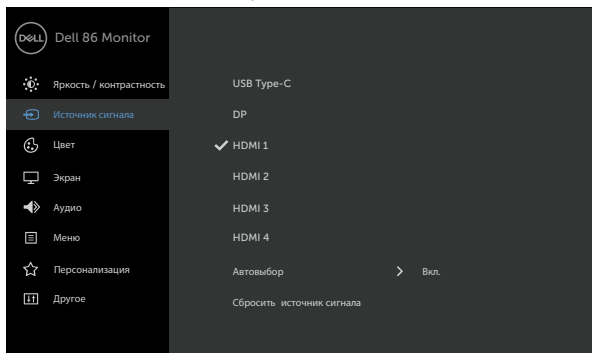 DELL Dell 86 Monitor
Яркость / контрастность
USB Type-C
Источник сигнала
DP
Цвет
HDMI 1
Экран
HDMI 2
Аудио
HDMI 3
Меню
HDMI 4
Персонализация
Автовыбор
Вкл.
Другое
Сбросить источник сигнала